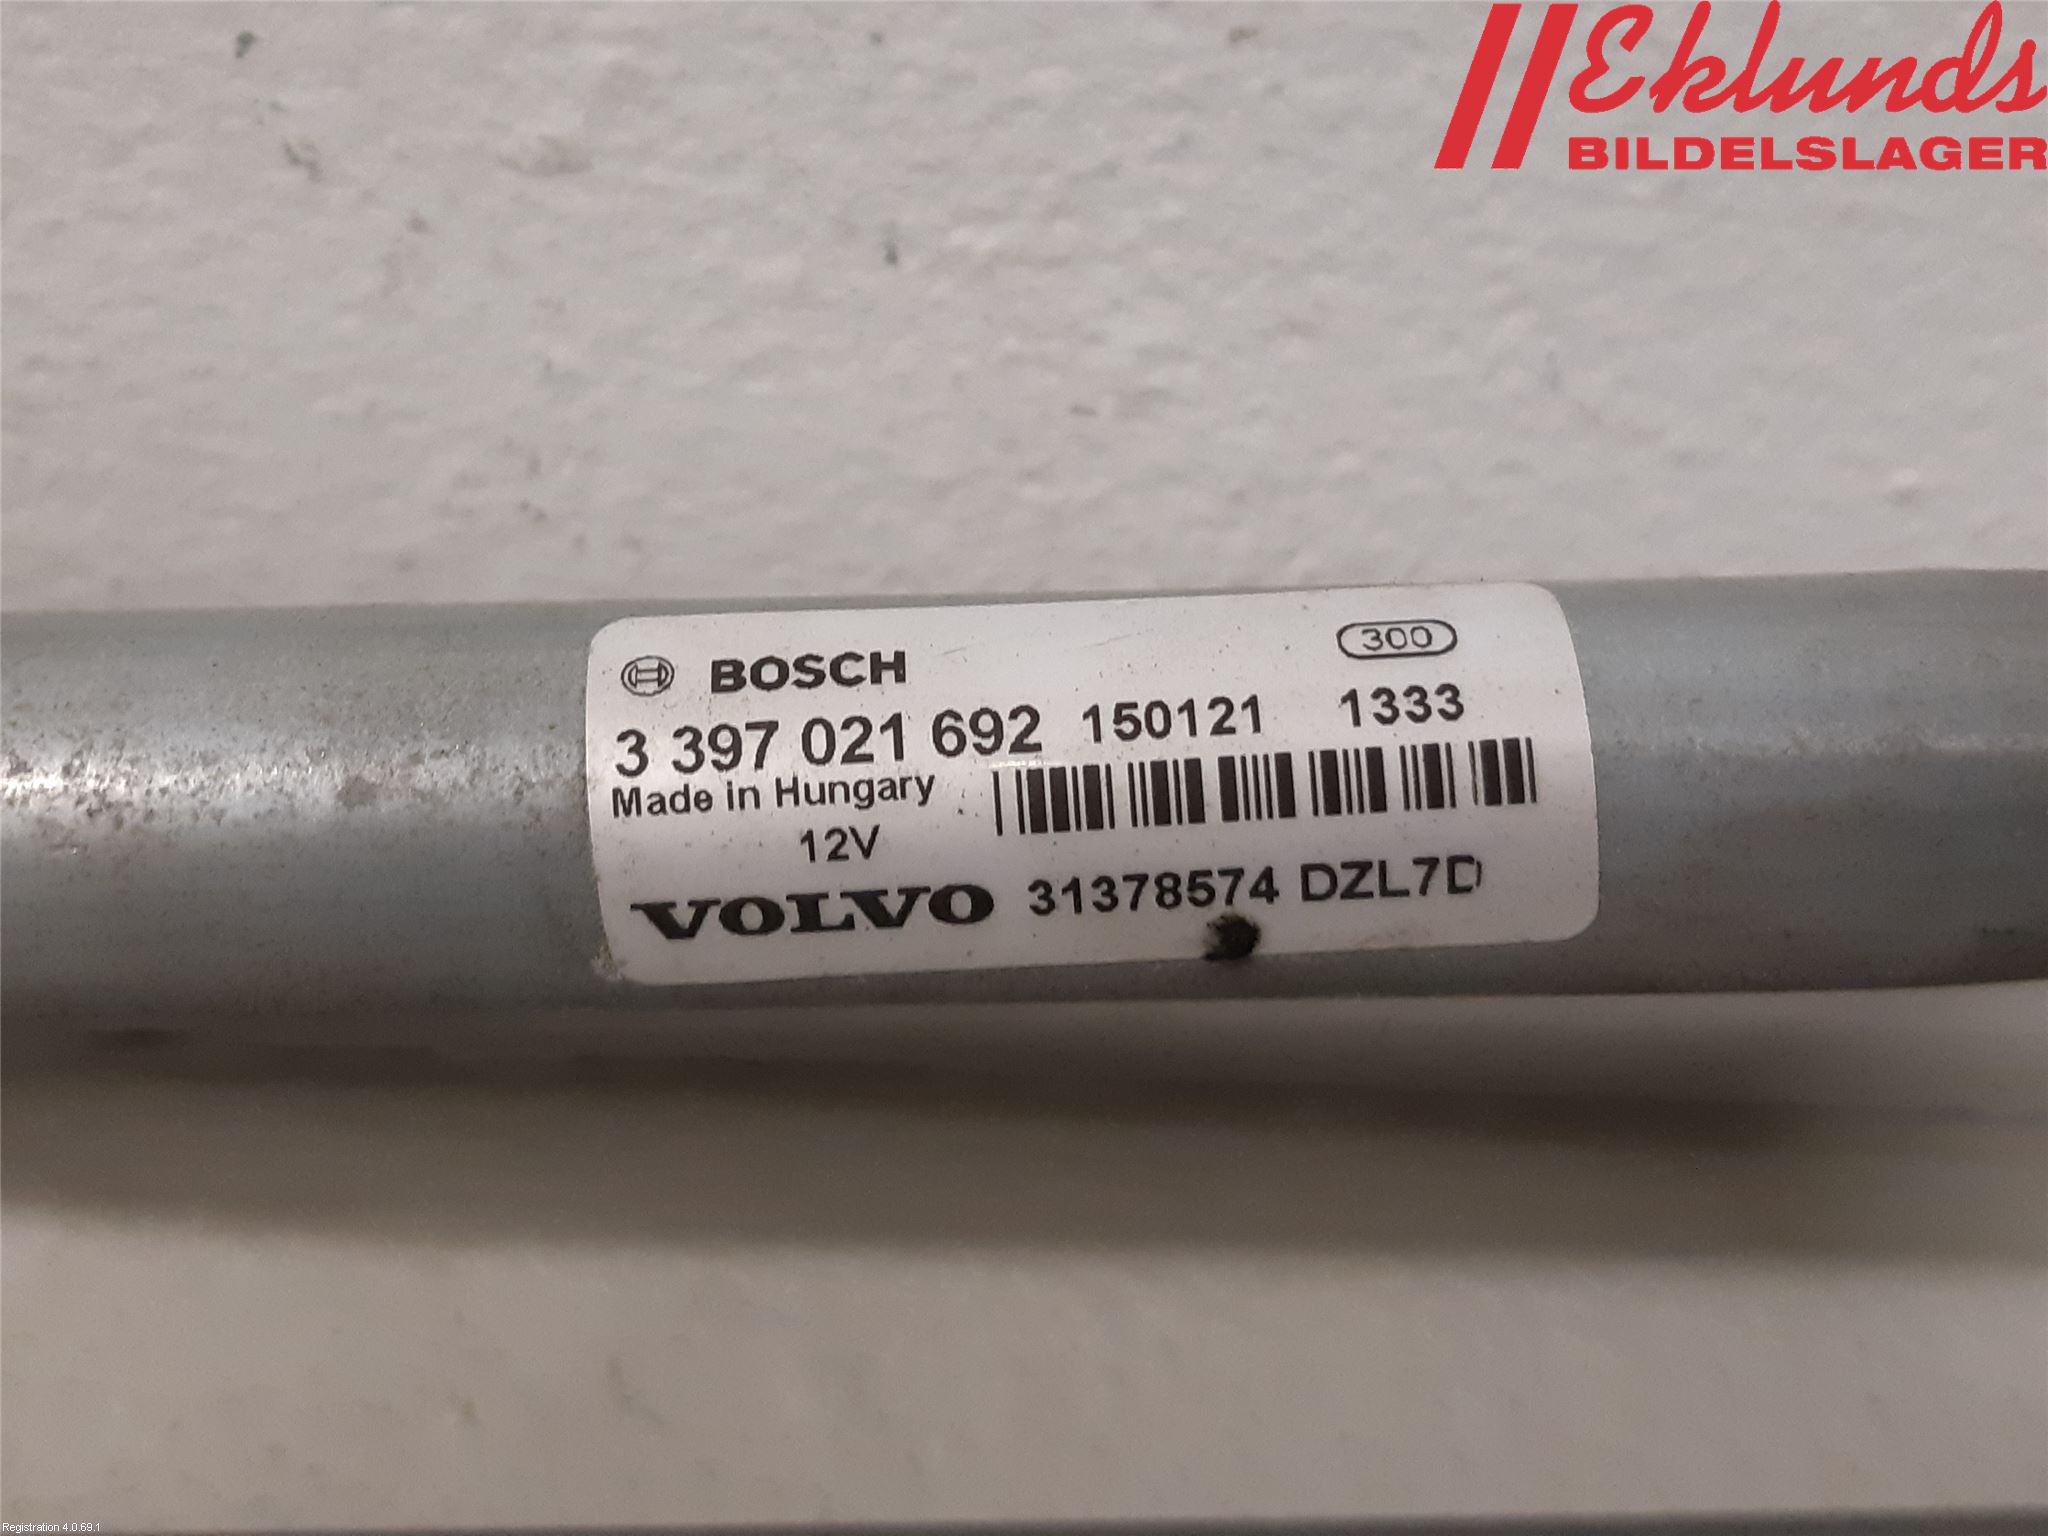 Eklunds
BILDELSLAGER
BOSCH
300
3 397 021 692 150121 1333
Made in Hungary
12V
VOLVO 31378574 DZL7D
Registration 4.0.69.1